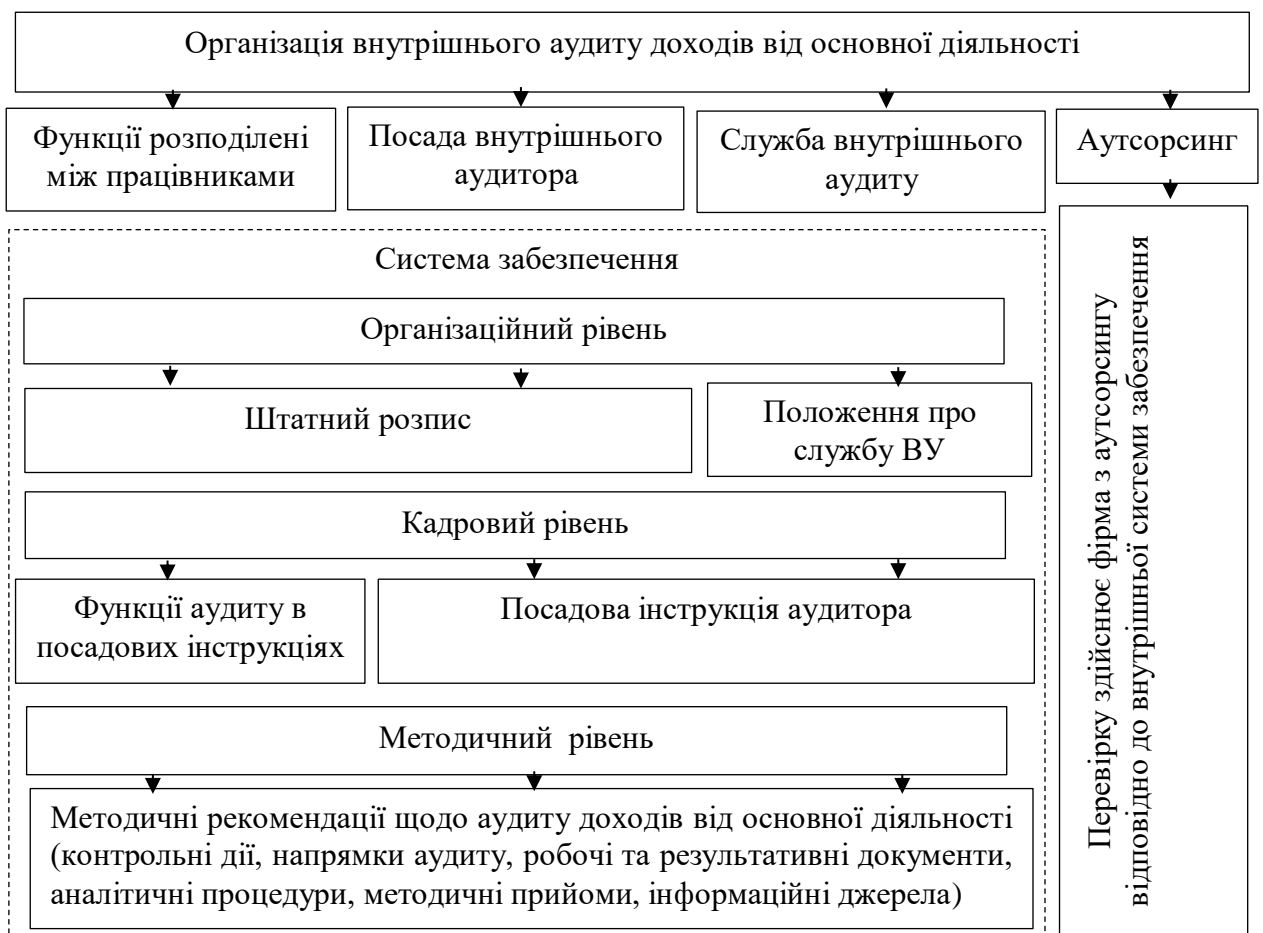 Організація внутрішнього аудиту доходів від основної діяльності
Функції розподілені
між працівниками
Посада внутрішнього
аудитора
Служба внутрішнього
аудиту
Аутсорсинг
Система забезпечення
Організаційний рівень
Штатний розпис
Положення про
службу ВУ
Кадровий рівень
Функції аудиту в
посадових інструкціях
Посадова інструкція аудитора
Методичний рівень
Методичні рекомендації щодо аудиту доходів від основної діяльності
(контрольні дії, напрямки аудиту, робочі та результативні документи,
аналітичні процедури, методичні прийоми, інформаційні джерела)
Перевірку здійснює фірма з аутсорсингу
відповідно до внутрішньої системи забезпечення